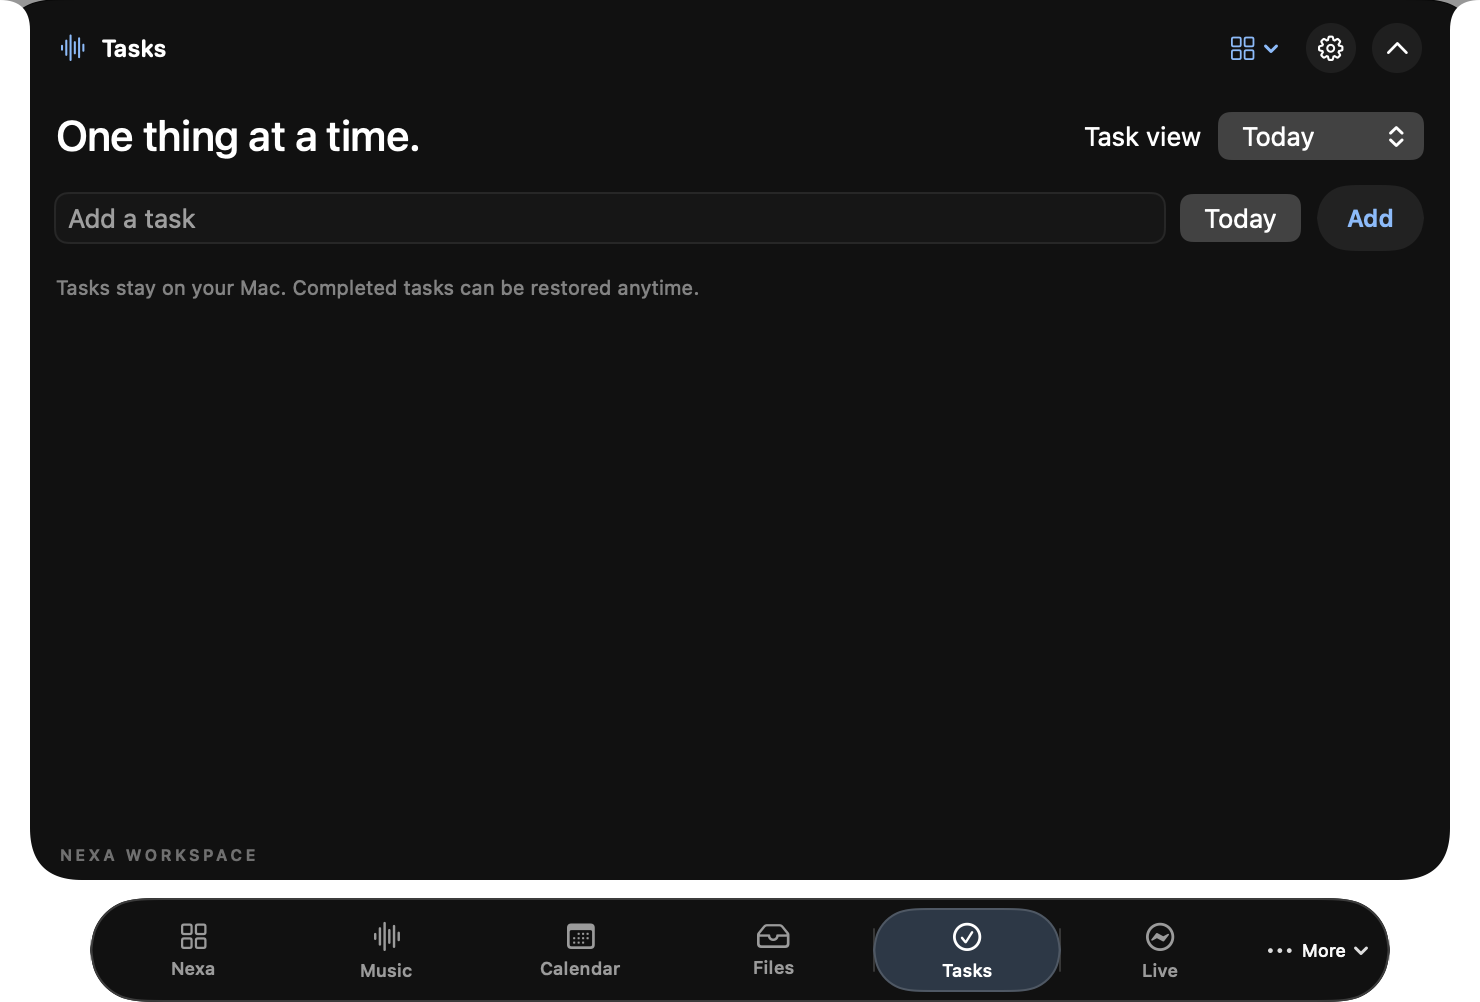 Tasks
One thing at a time.
Task view
Today
Add a task
Today
Add
Tasks stay on your Mac. Completed tasks can be restored anytime.
NEXA WORKSPACE
Nexa
Music
Calendar
Files
Tasks
Live
More